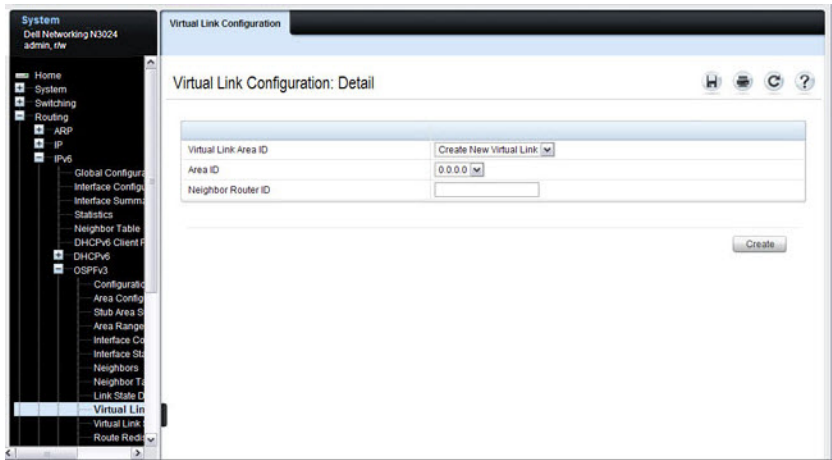 System
Dell Networking N3024
admin, r/w
Home
System
Switching
Routing
ARP
IP
IPv6
Global Configura
Interface Configu
Interface Summa
Statistics
Neighbor Table
DHCPv6 Client P
DHCPv6
OSPFv3
Configuratio
Area Config
Stub Area S
Area Range
Interface Co
Interface Sta
Neighbors
Neighbor Ta
Link State D
Virtual Lin
Virtual Link S
Route Redis
Virtual Link Configuration
Virtual Link Configuration: Detail
?
Virtual Link Area ID
Create New Virtual Link
Area ID
0.0.0.0
Neighbor Router ID
Create